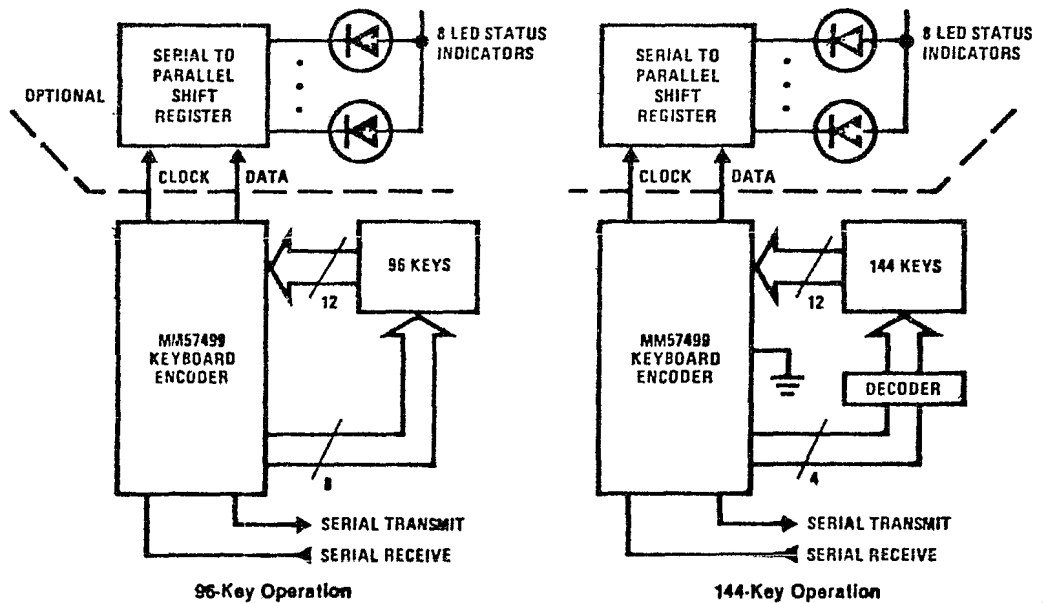 8 LED STATUS
INDICATORS
SERIAL TO
PARALLEL
SHIFT
REGISTER
OPTIONAL
CLOCK
DATA
96 KEYS
12
MM57499
KEYBOARD
ENCODER
8
SERIAL TRANSMIT
SERIAL RECEIVE
96-Key Operation
8 LED STATUS
INDICATORS
SERIAL TO
PARALLEL
SHIFT
REGISTER
CLOCK
DATA
144 KEYS
12
MM57499
KEYBOARD
ENCODER
DECODER
4
SERIAL TRANSMIT
SERIAL RECEIVE
144-Key Operation